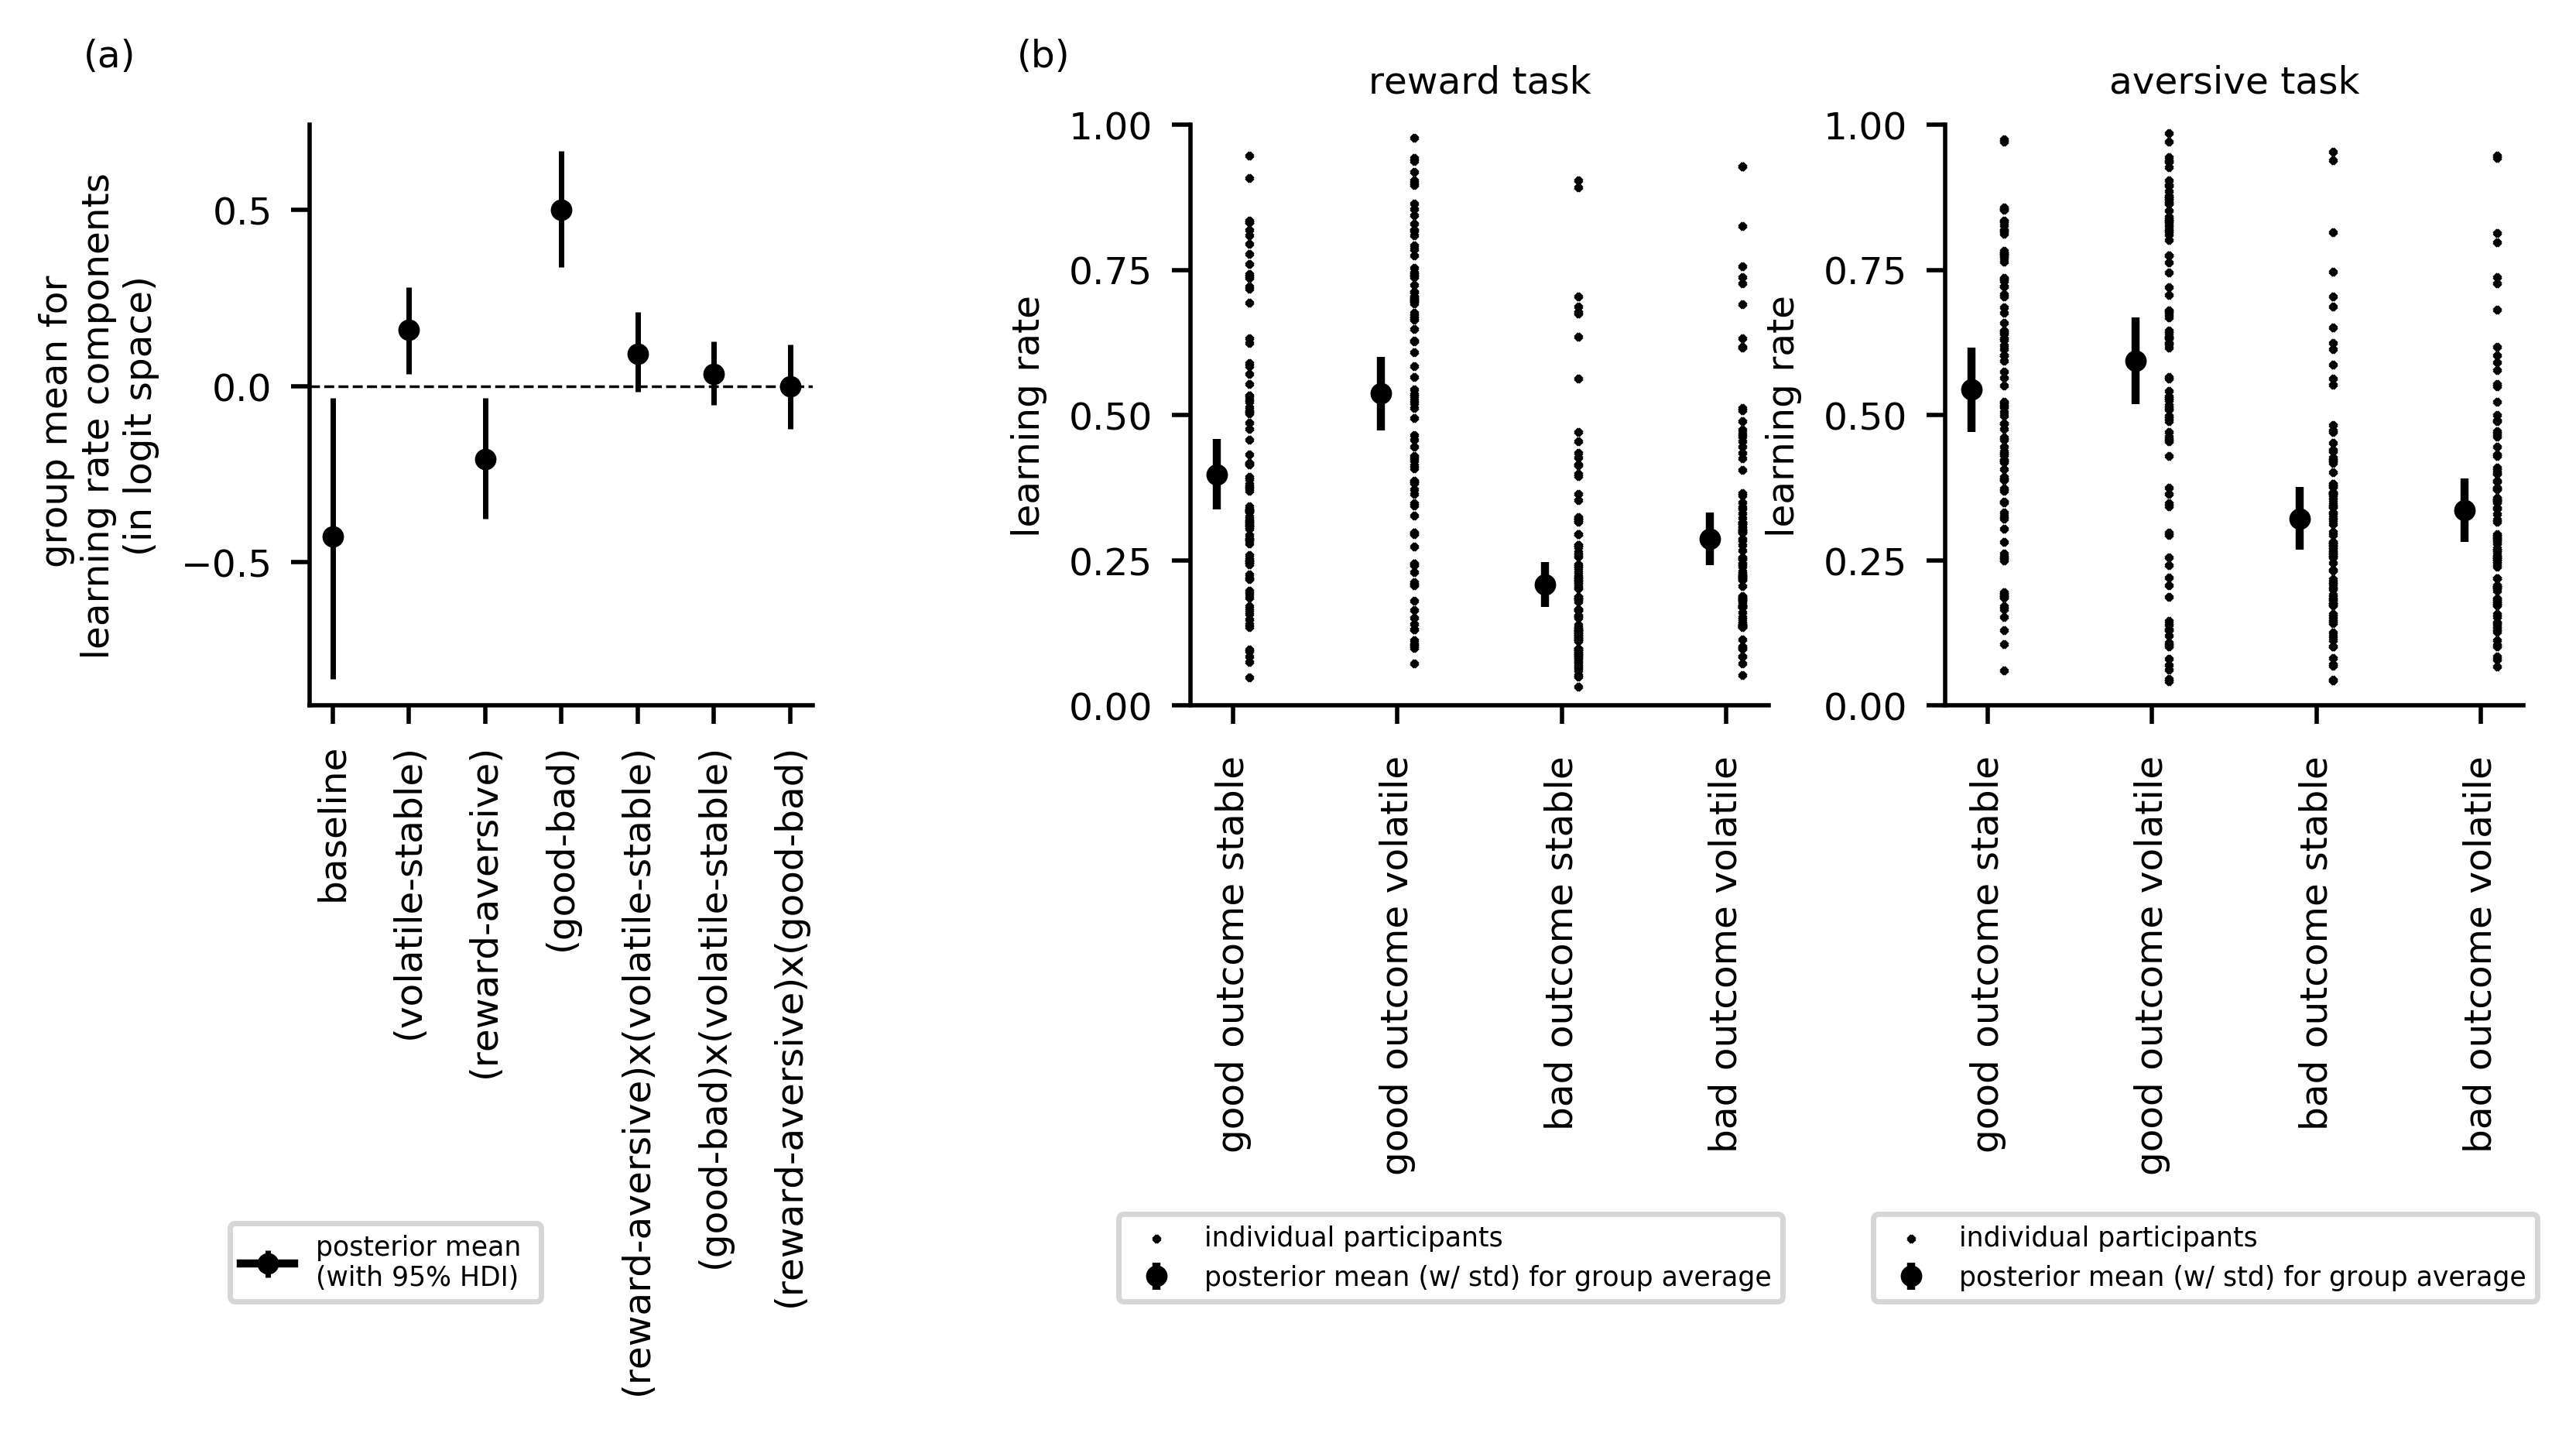 (a)
group mean for
learning rate components
(in logit space)
0.5
0.0
−0.5
baseline
(volatile-stable)
(reward-aversive)
(good-bad)
(reward-aversive)x(volatile-stable)
(good-bad)x(volatile-stable)
(reward-aversive)x(good-bad)
posterior mean
(with 95% HDI)
(b)
reward task
learning rate
1.00
0.75
0.50
0.25
0.00
good outcome stable
good outcome volatile
bad outcome stable
bad outcome volatile
individual participants
posterior mean (w/ std) for group average
aversive task
learning rate
1.00
0.75
0.50
0.25
0.00
good outcome stable
good outcome volatile
bad outcome stable
bad outcome volatile
individual participants
posterior mean (w/ std) for group average